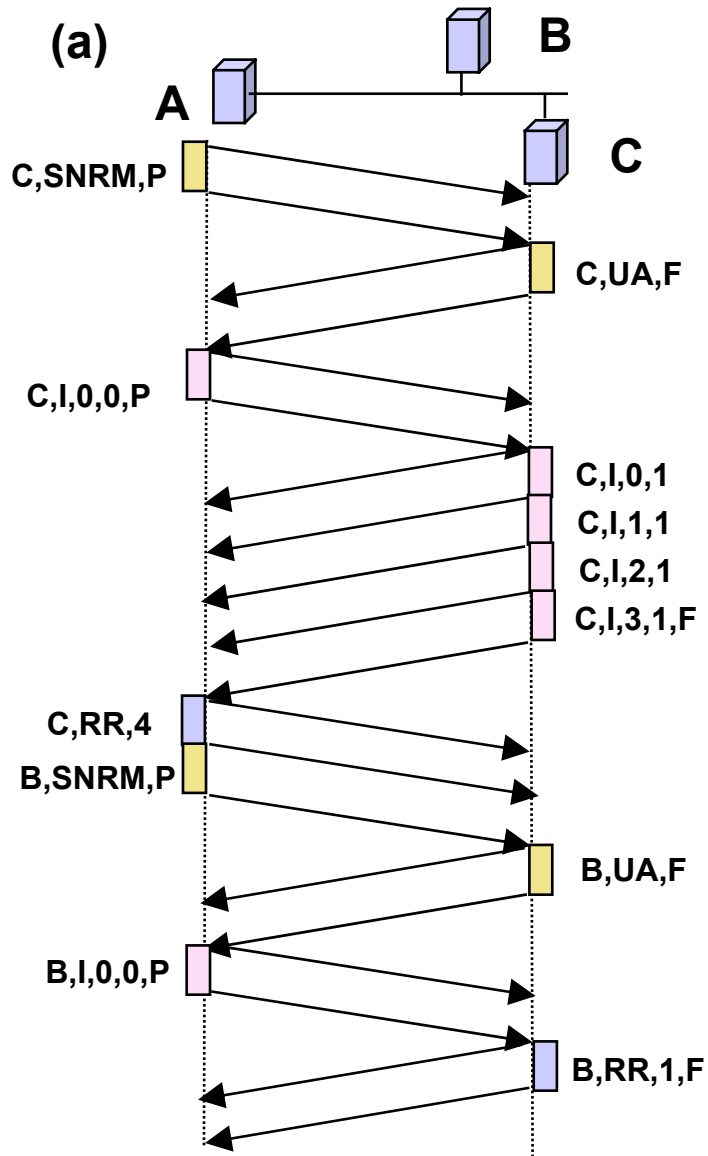 (a)
B
A
C
C,SNRM,P
C,UA,F
C,I,0,0,P
C,I,0,1
C,I,1,1
C,I,2,1
C,I,3,1,F
C,RR,4
B,SNRM,P
B,UA,F
B,I,0,0,P
B,RR,1,F